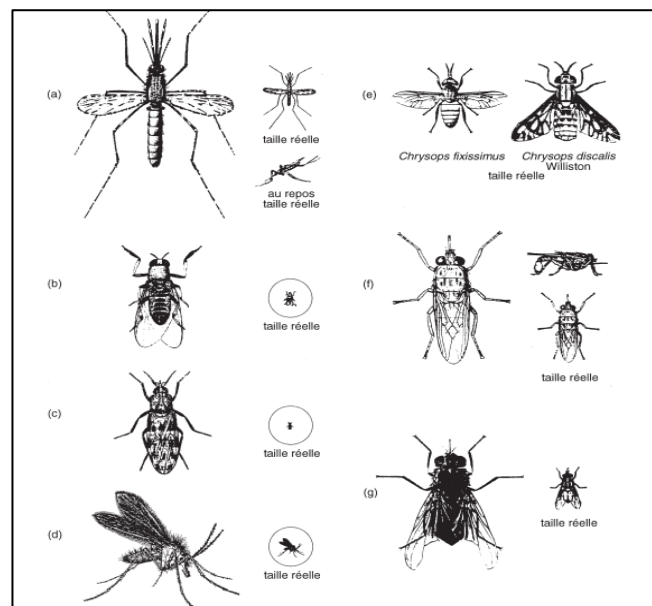 (a)
taille réelle
au repos
taille réelle
(b)
taille réelle
(c)
taille réelle
(d)
taille réelle
(e)
Chrysops fixissimus Chrysops discalis
Williston
taille réelle
(f)
taille réelle
(g)
taille réelle